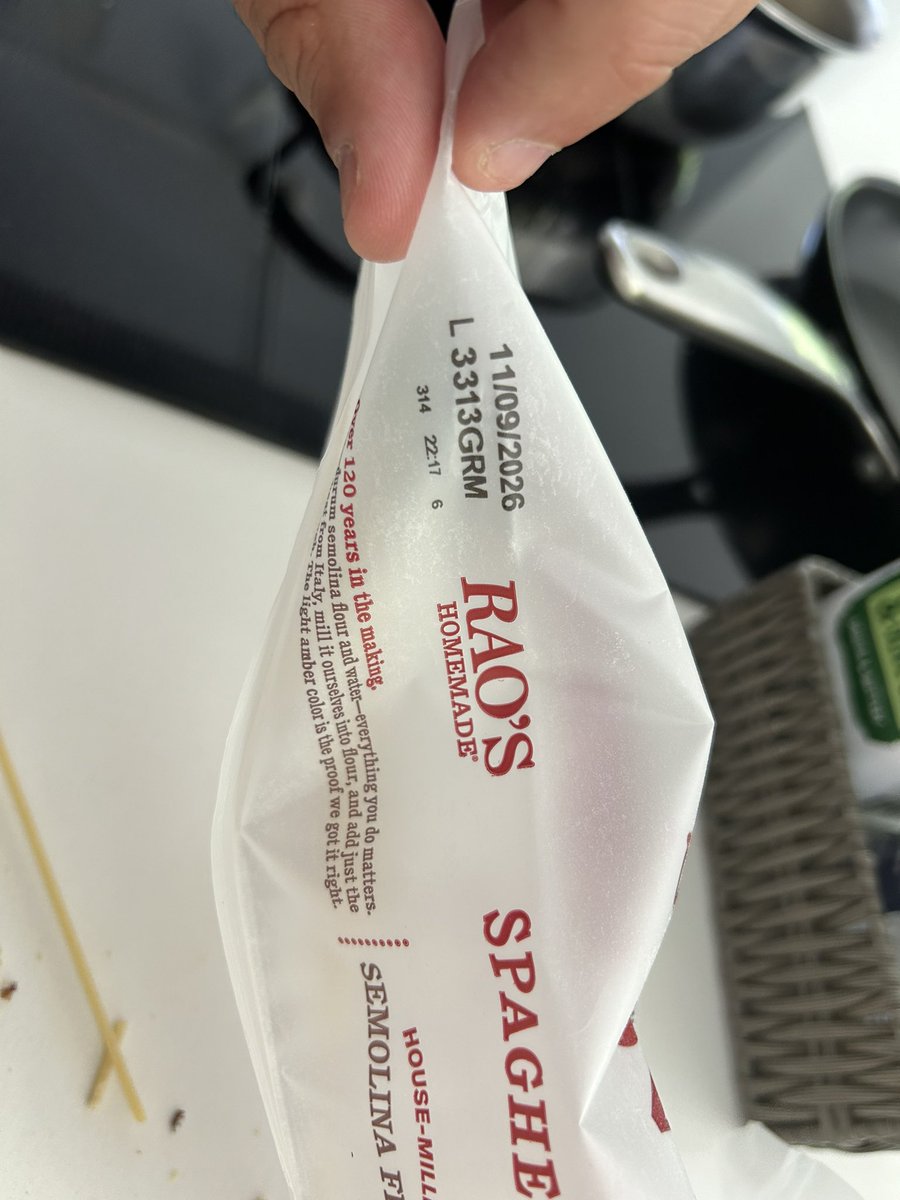 11/09/2026
L 3313GRM
314 22:17 6
RAO'S
HOMEMADE®
Over 120 years in the making.
durum semolina flour and water—everything you do matters.
from Italy, mill it ourselves into flour, and add just the
The light amber color is the proof we got it right.
SPAGHE
HOUSE-MILL
SEMOLINA